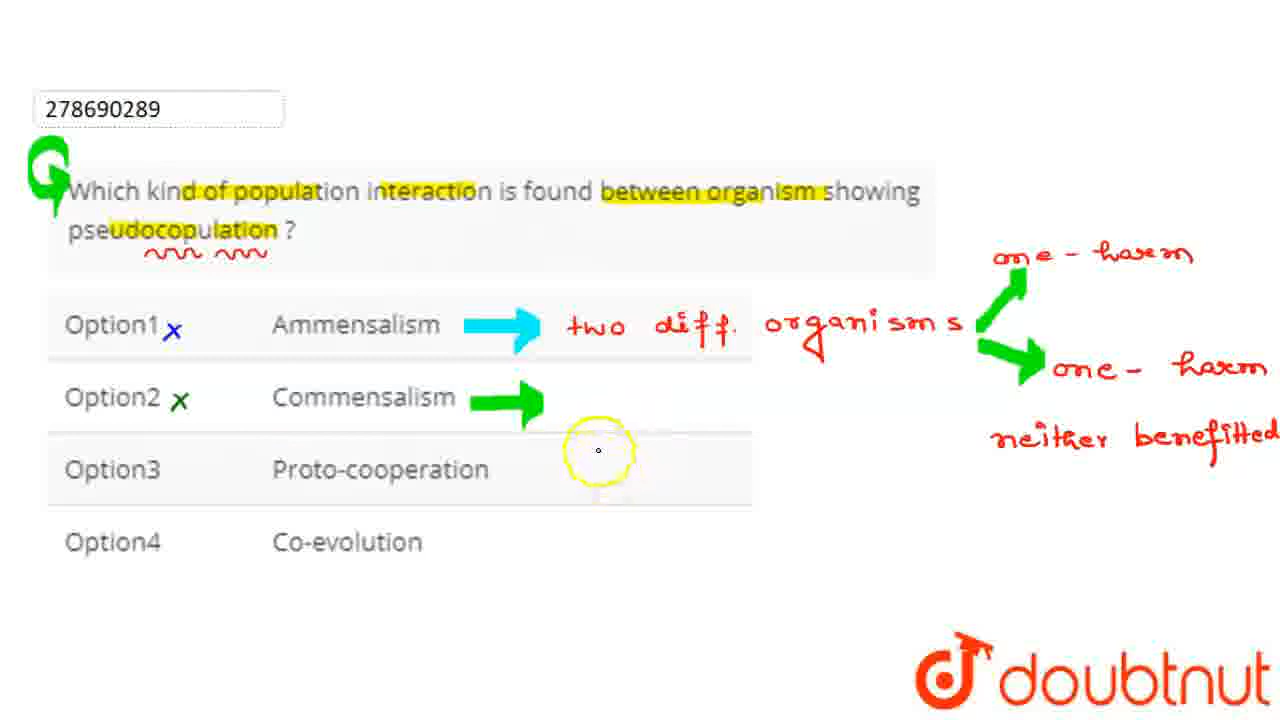 278690289
Which kind of population interaction is found between organism showing
pseudocopulation ?
one - harm
Option1 x Ammensalism two diff. organisms
one - harm
Option2 x Commensalism
neither benefitted
Option3 Proto-cooperation
Option4 Co-evolution
doubtnut